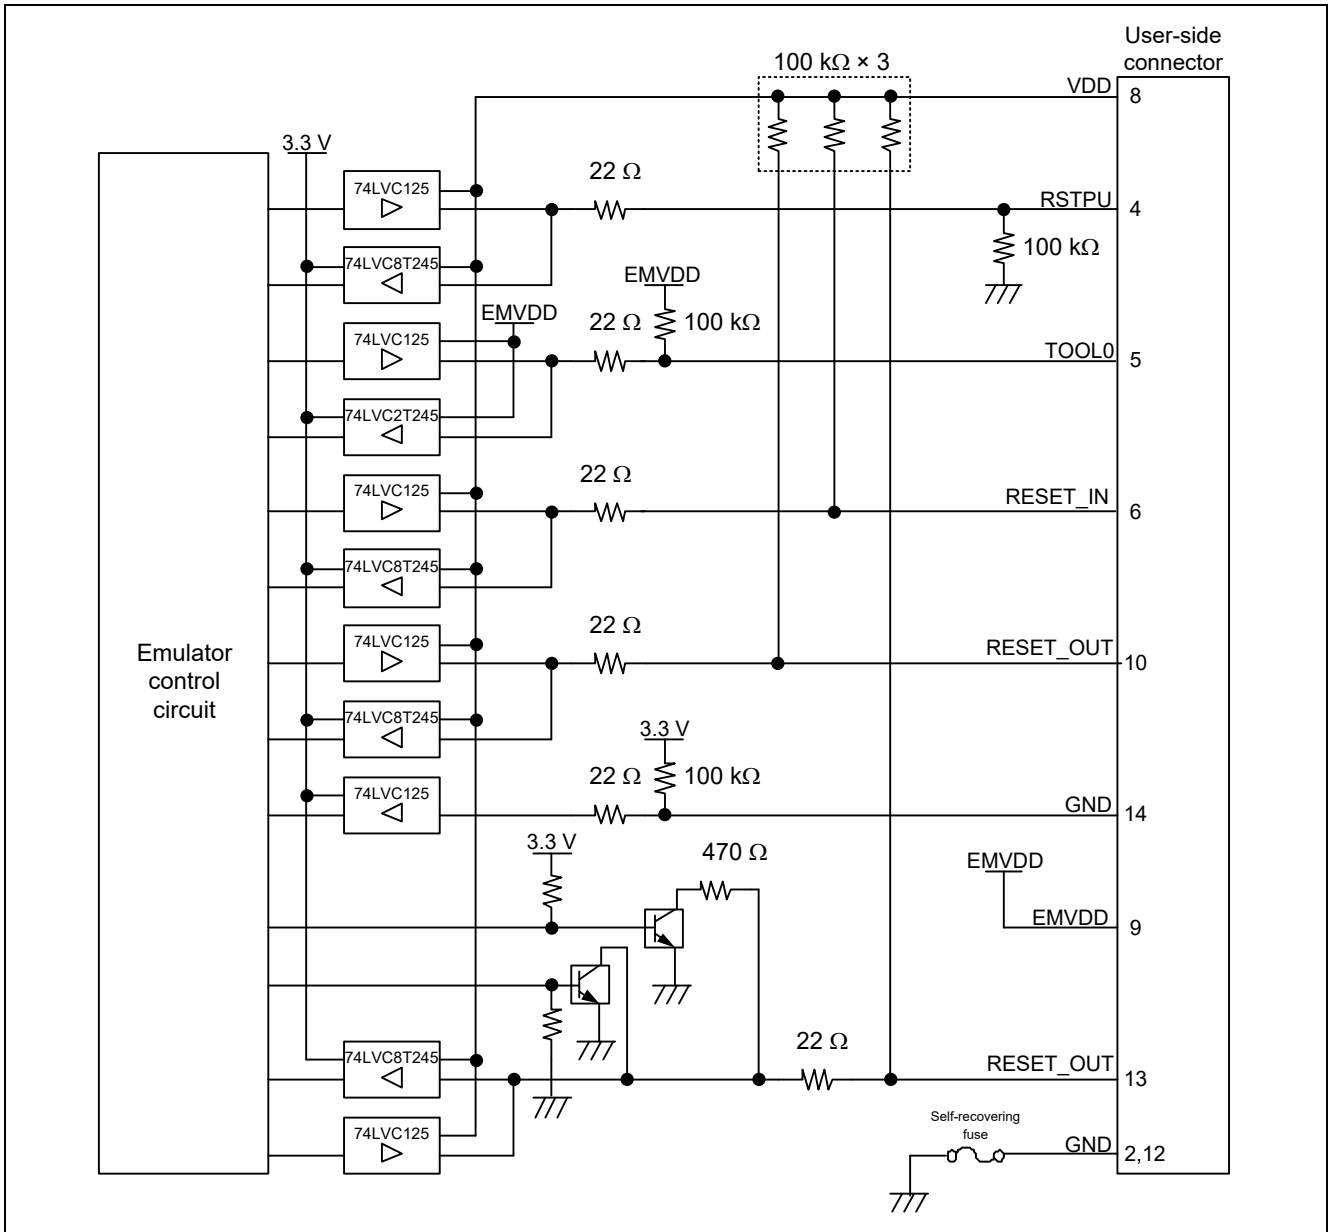 User-side
connector
100 kΩ × 3
VDD
8
3.3 V
74LVC125
22 Ω
RSTPU
4
100 kΩ
74LVC8T245
EMVDD
EMVDD
74LVC125
22 Ω
100 kΩ
TOOL0
5
74LVC2T245
22 Ω
74LVC125
RESET_IN
6
74LVC8T245
22 Ω
74LVC125
RESET_OUT
10
Emulator
control
circuit
74LVC8T245
3.3 V
74LVC125
22 Ω
100 kΩ
GND
14
3.3 V
470 Ω
EMVDD
EMVDD
9
74LVC8T245
22 Ω
RESET_OUT
13
74LVC125
Self-recovering
fuse
GND
2,12